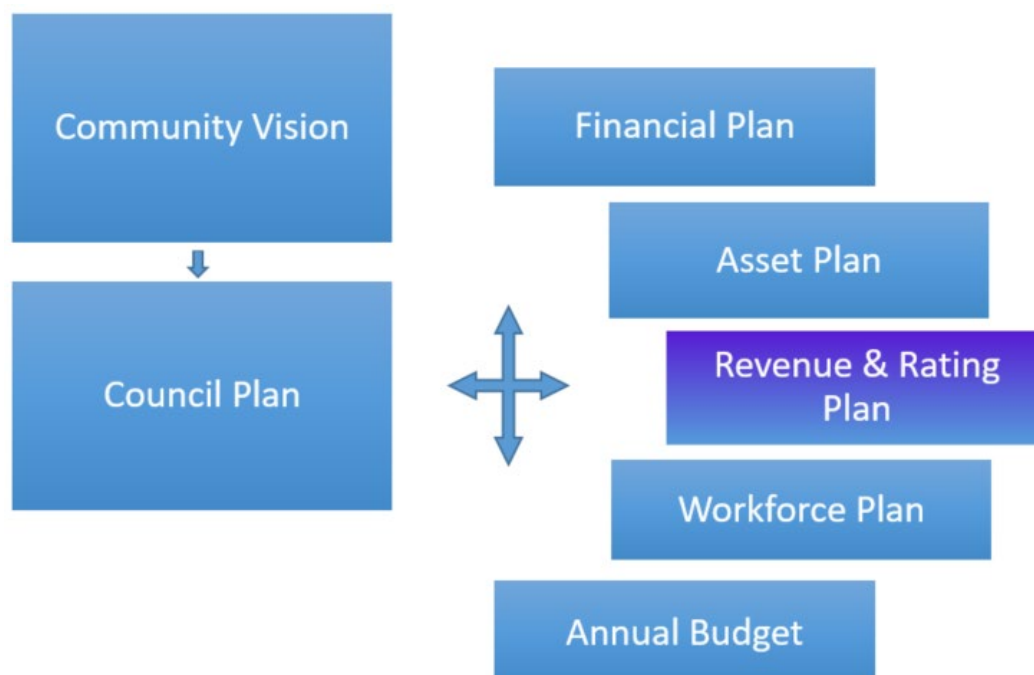 Community Vision
Council Plan
Financial Plan
Asset Plan
Revenue & Rating
Plan
Workforce Plan
Annual Budget